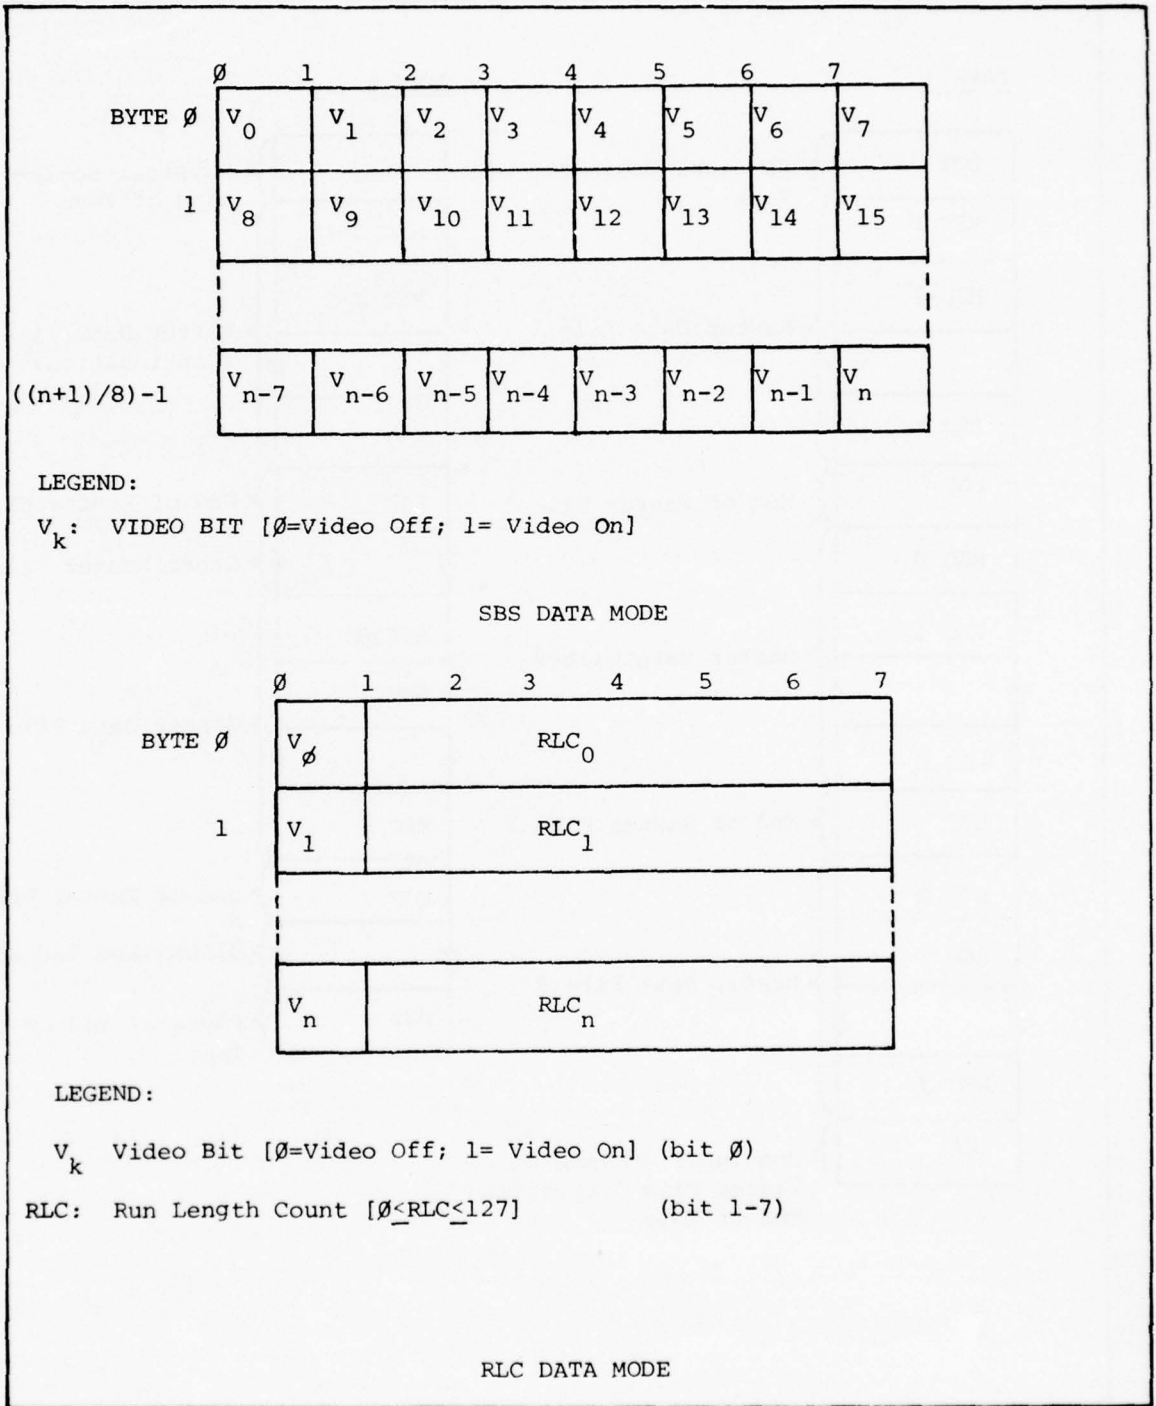 Ø 1 2 3 4 5 6 7
BYTE Ø V0 V1 V2 V3 V4 V5 V6 V7
1 V8 V9 V10 V11 V12 V13 V14 V15
((n+1)/8)-1 Vn-7 Vn-6 Vn-5 Vn-4 Vn-3 Vn-2 Vn-1 Vn
LEGEND:
Vk: VIDEO BIT [Ø=Video Off; 1= Video On]
SBS DATA MODE
Ø 1 2 3 4 5 6 7
BYTE Ø VØ RLC0
1 V1 RLC1
Vn RLCn
LEGEND:
Vk Video Bit [Ø=Video Off; 1= Video On] (bit Ø)
RLC: Run Length Count [Ø≤RLC≤127] (bit 1-7)
RLC DATA MODE